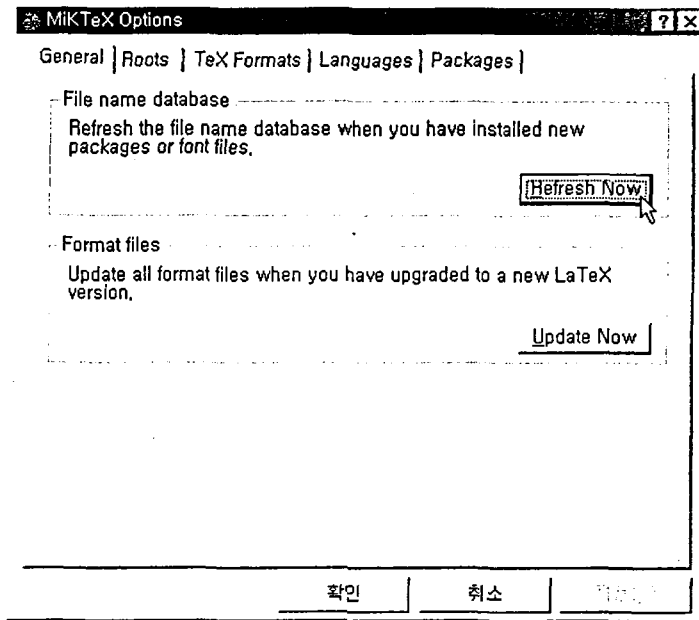 MiKTeX Options
General Roots TeX Formats Languages Packages
File name database
Refresh the file name database when you have installed new
packages or font files.
Refresh Now
Format files
Update all format files when you have upgraded to a new LaTeX
version.
Update Now
확인 취소